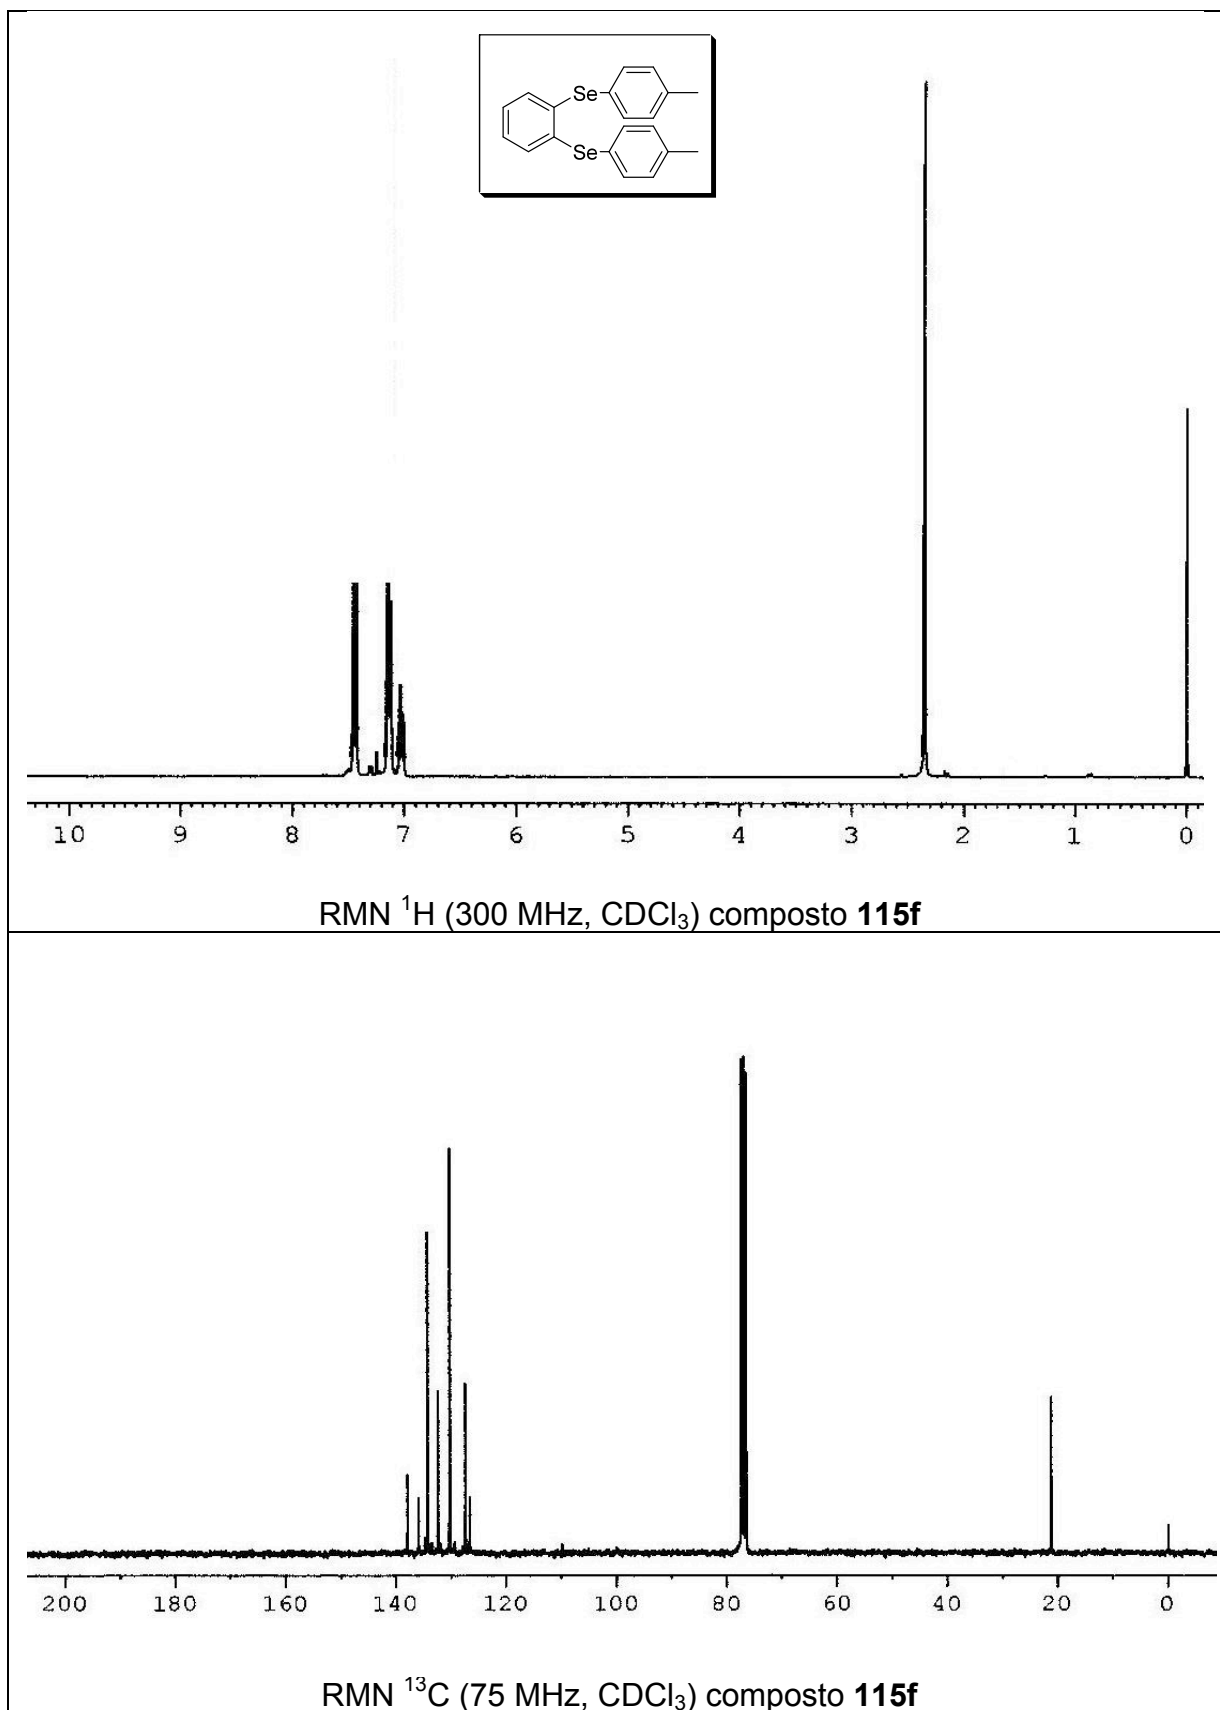 Se
Se
10 9 8 7 6 5 4 3 2 1 0
RMN ¹H (300 MHz, CDCl₃) composto 115f
200 180 160 140 120 100 80 60 40 20 0
RMN ¹³C (75 MHz, CDCl₃) composto 115f